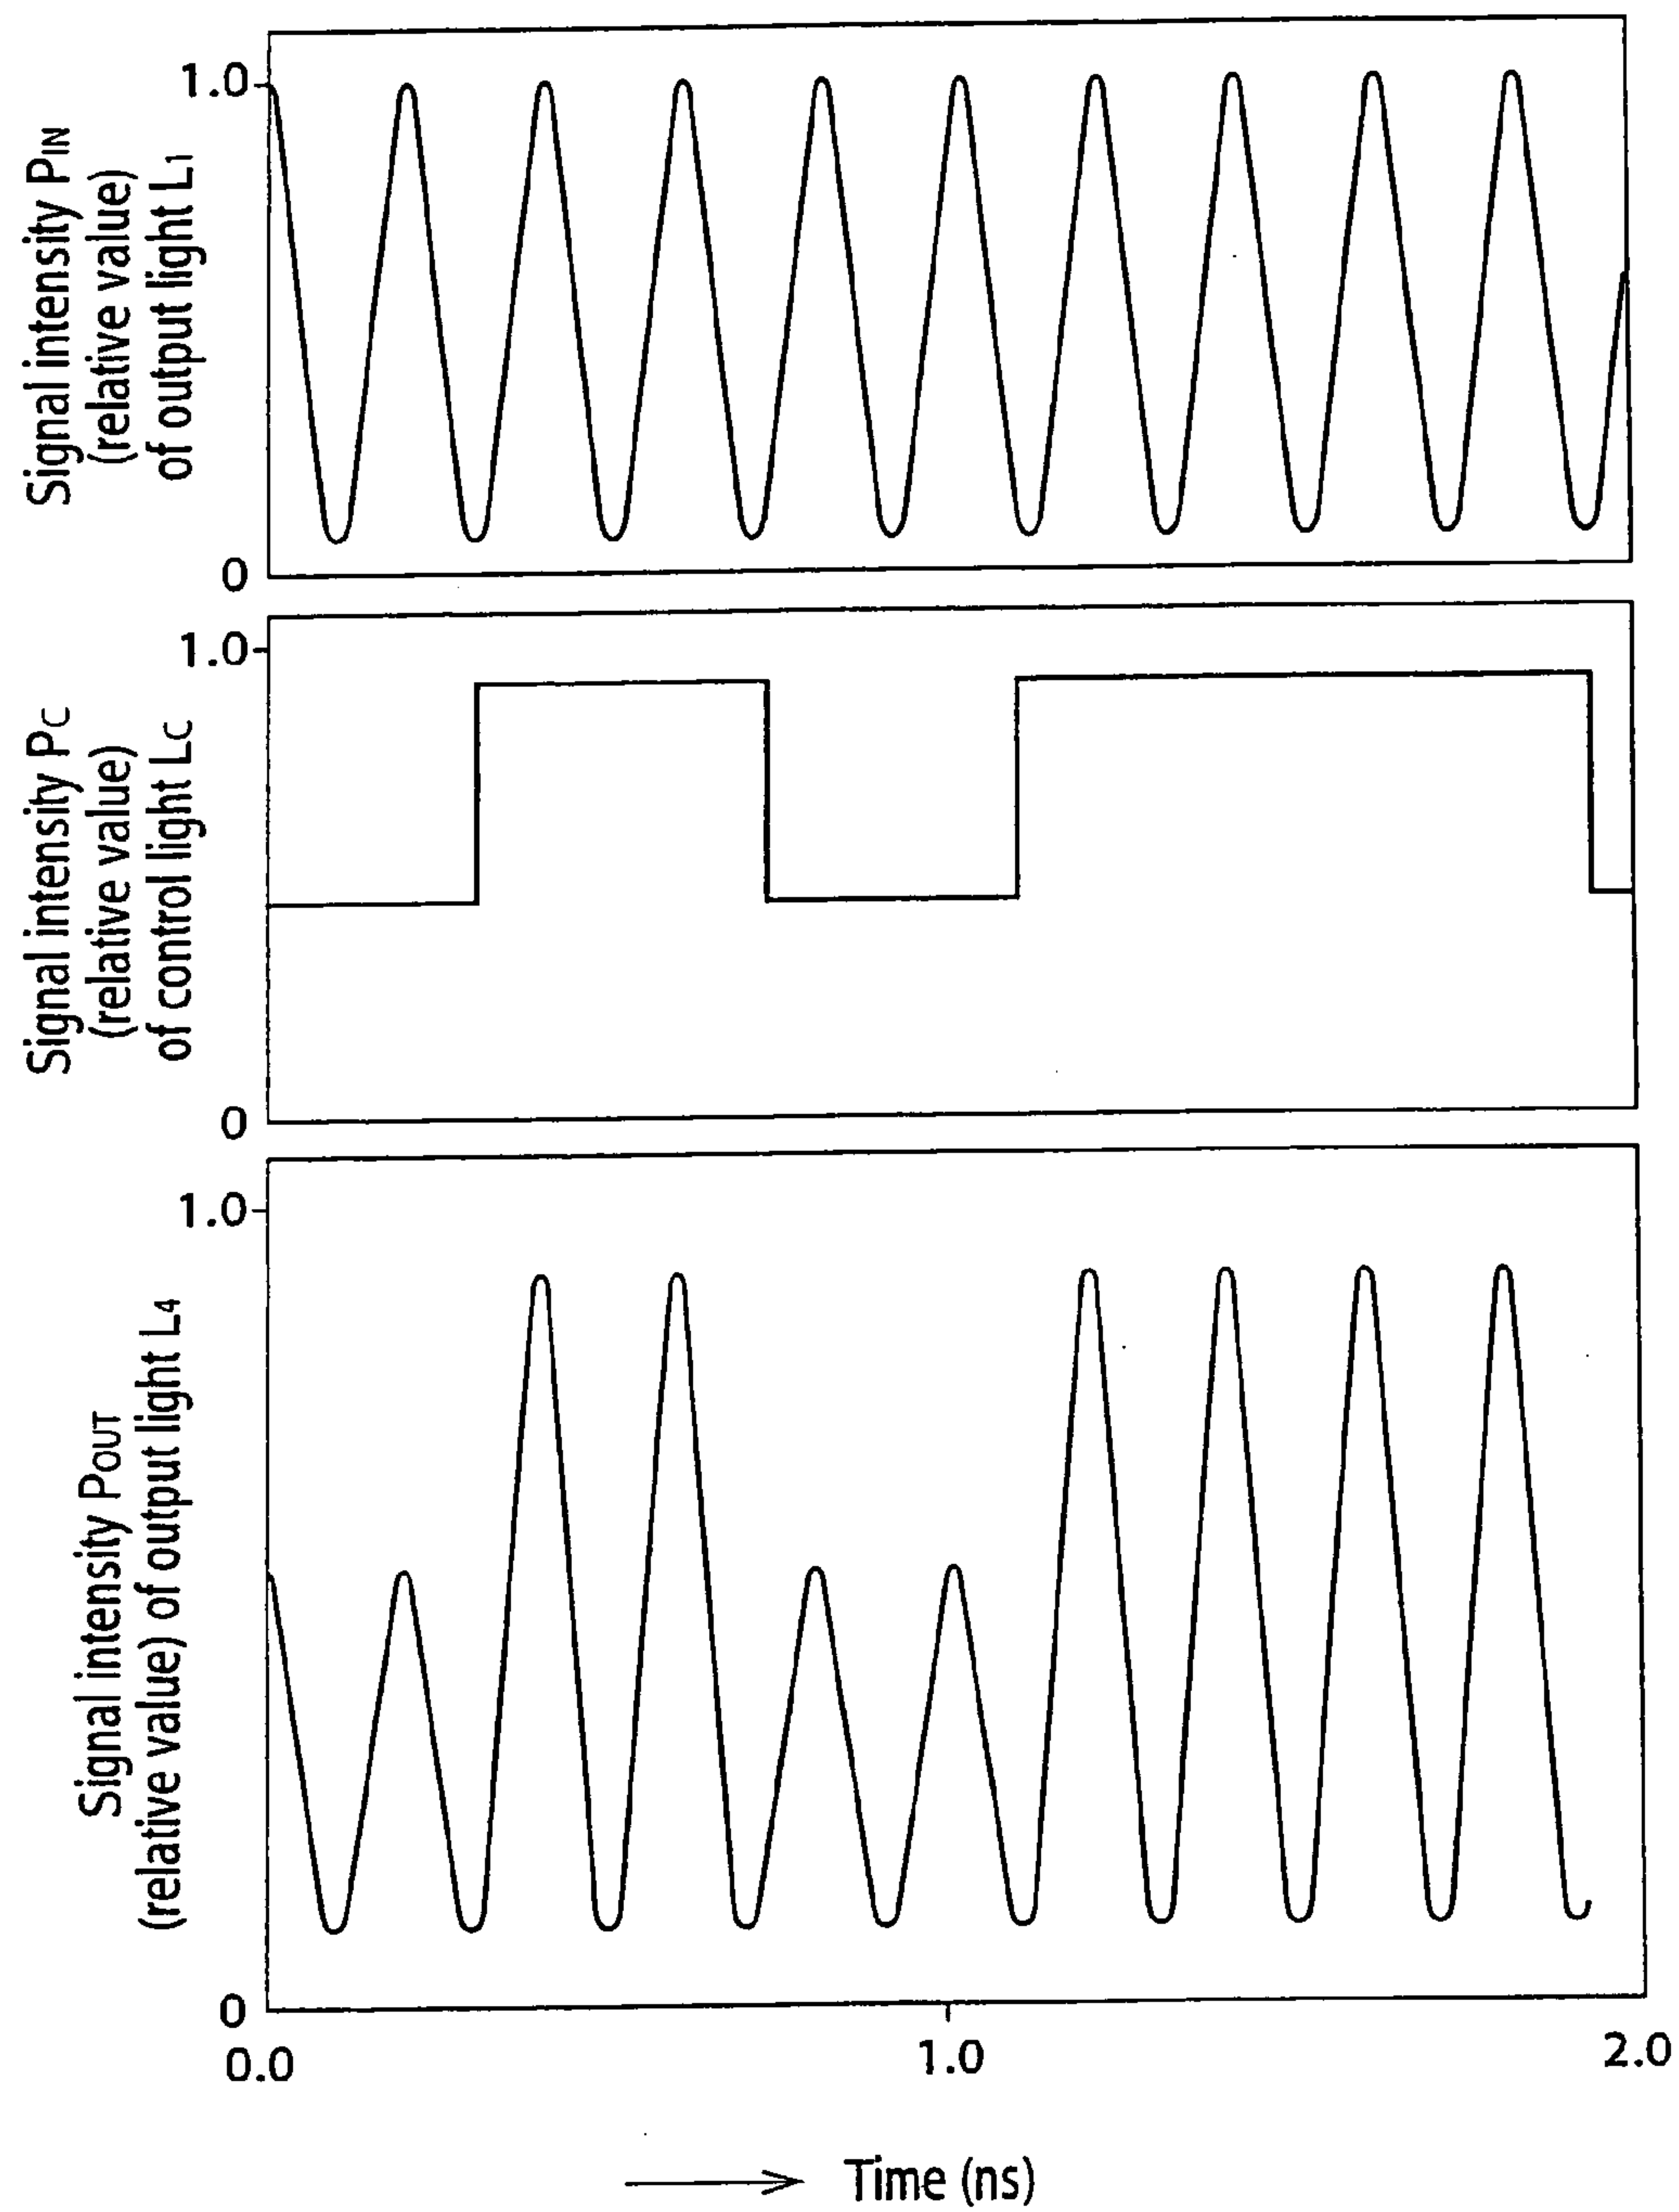 Signal intensity PIN
(relative value)
of output light L1
1.0
0
Signal intensity PC
(relative value)
of control light LC
1.0
0
Signal intensity POUT
(relative value) of output light L4
1.0
0
0.0
1.0
2.0
Time (ns)